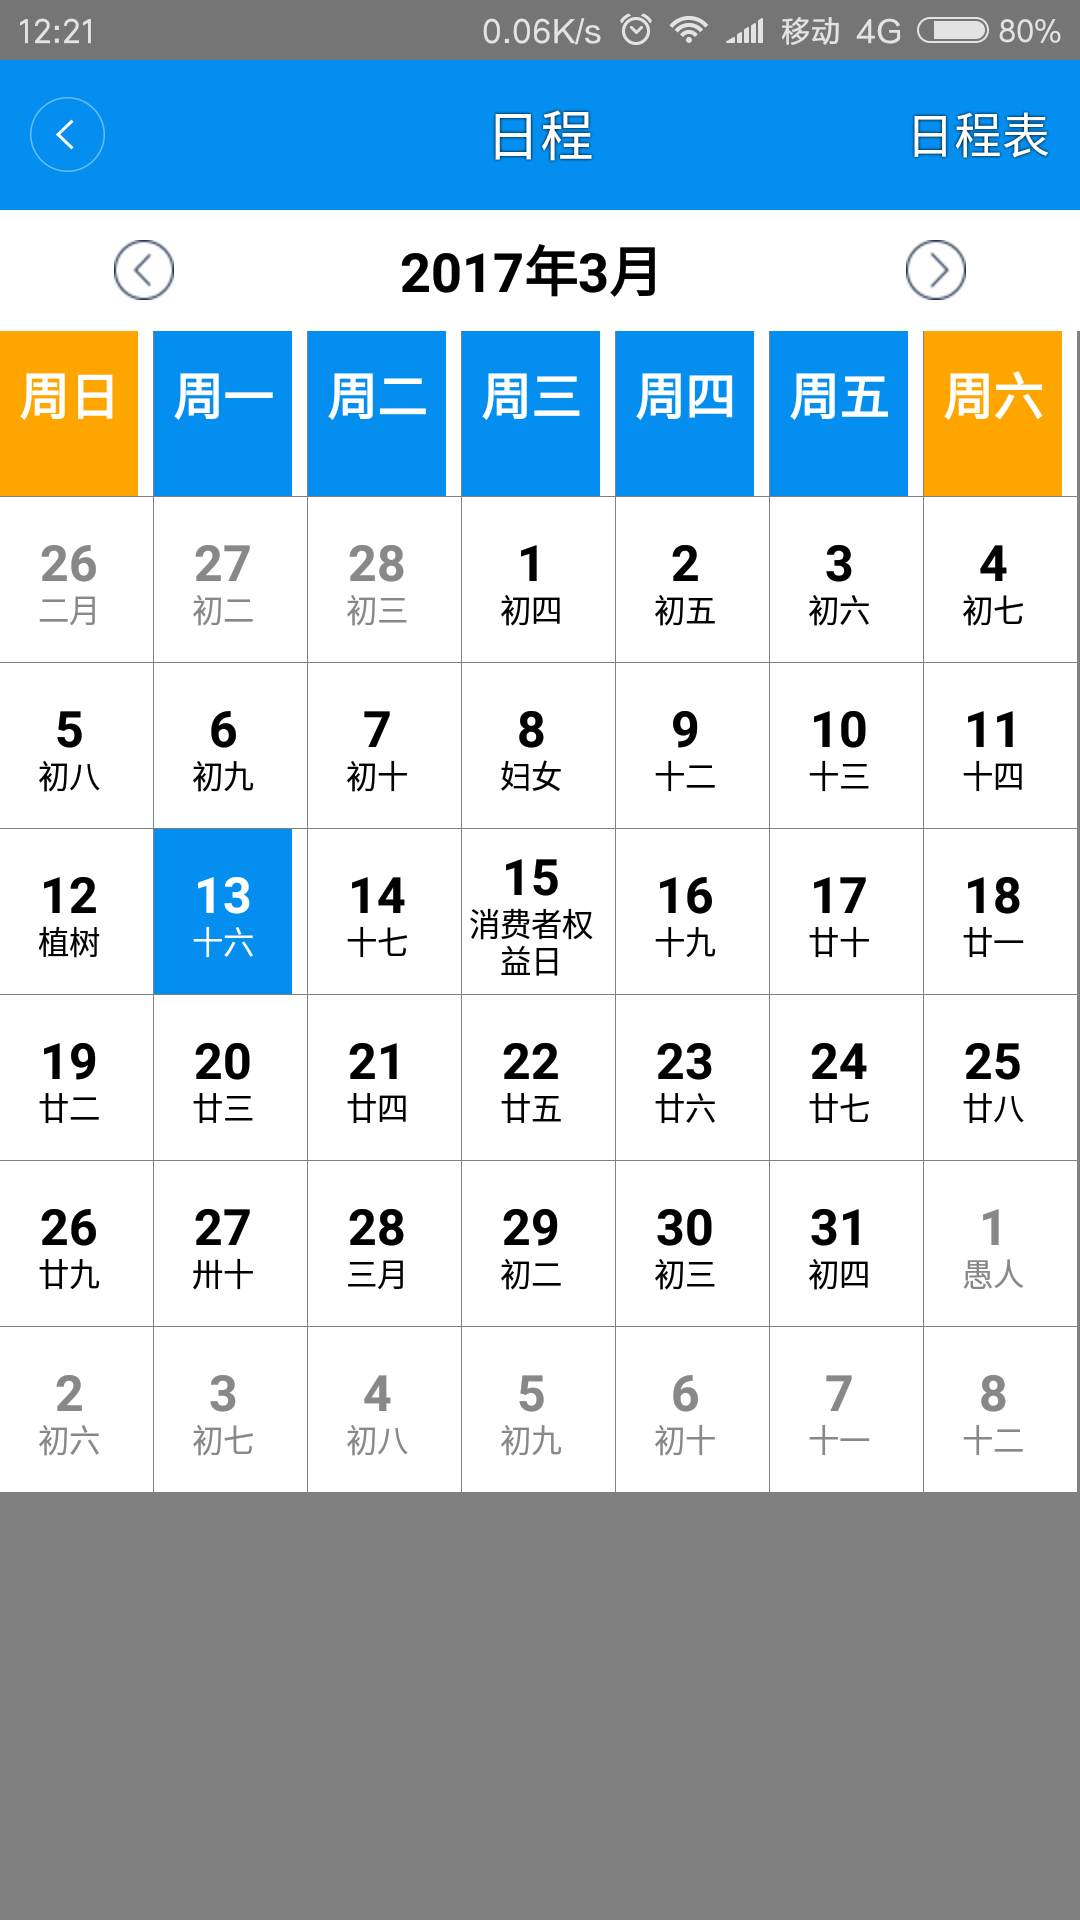 12:21 0.06K/s 移动 4G 80%
日程 日程表
2017年3月
周日 周一 周二 周三 周四 周五 周六
26 27 28 1 2 3 4
二月 初二 初三 初四 初五 初六 初七
5 6 7 8 9 10 11
初八 初九 初十 妇女 十二 十三 十四
12 13 14 15 16 17 18
植树 十六 十七 消费者权 十九 廿十 廿一
益日
19 20 21 22 23 24 25
廿二 廿三 廿四 廿五 廿六 廿七 廿八
26 27 28 29 30 31 1
廿九 卅十 三月 初二 初三 初四 愚人
2 3 4 5 6 7 8
初六 初七 初八 初九 初十 十一 十二